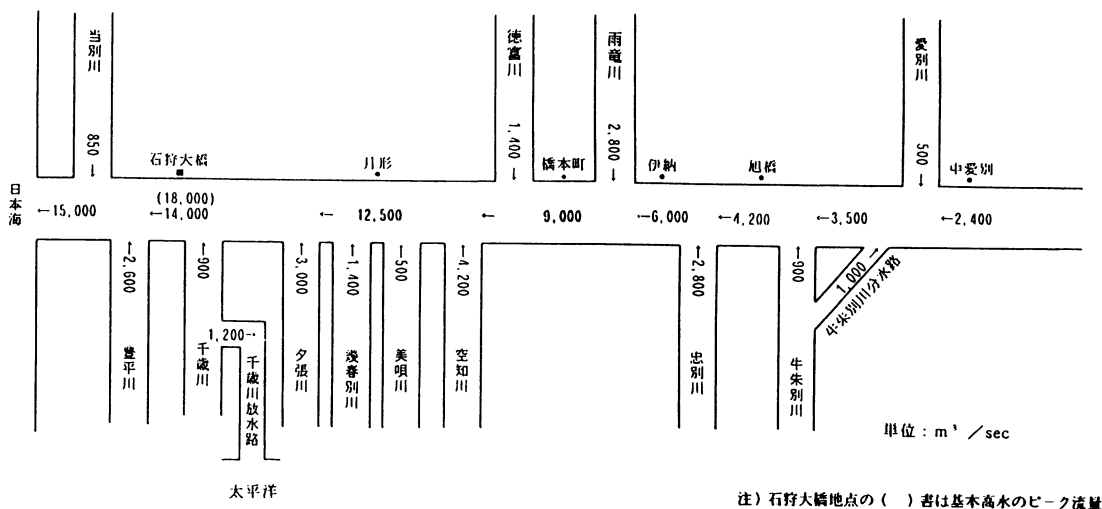 当別川
徳富川
雨竜川
愛別川
850→
1,400→
2,800→
500→
石狩大橋
月形
橋本町
伊納
旭橋
中愛別
日本海
(18,000)
←15,000
←14,000
←
12,500
←
9,000
←6,000
←4,200
←3,500
←2,400
←2,600
←900
←3,000
←1,400
←500
←4,200
←2,800
←900
1,000→
牛朱別川分水路
1,200→
豊平川
千歳川
千歳川放水路
夕張川
幾春別川
美唄川
空知川
忠別川
牛朱別川
単位：m³／sec
太平洋
注）石狩大橋地点の（　）書は基本高水のピーク流量